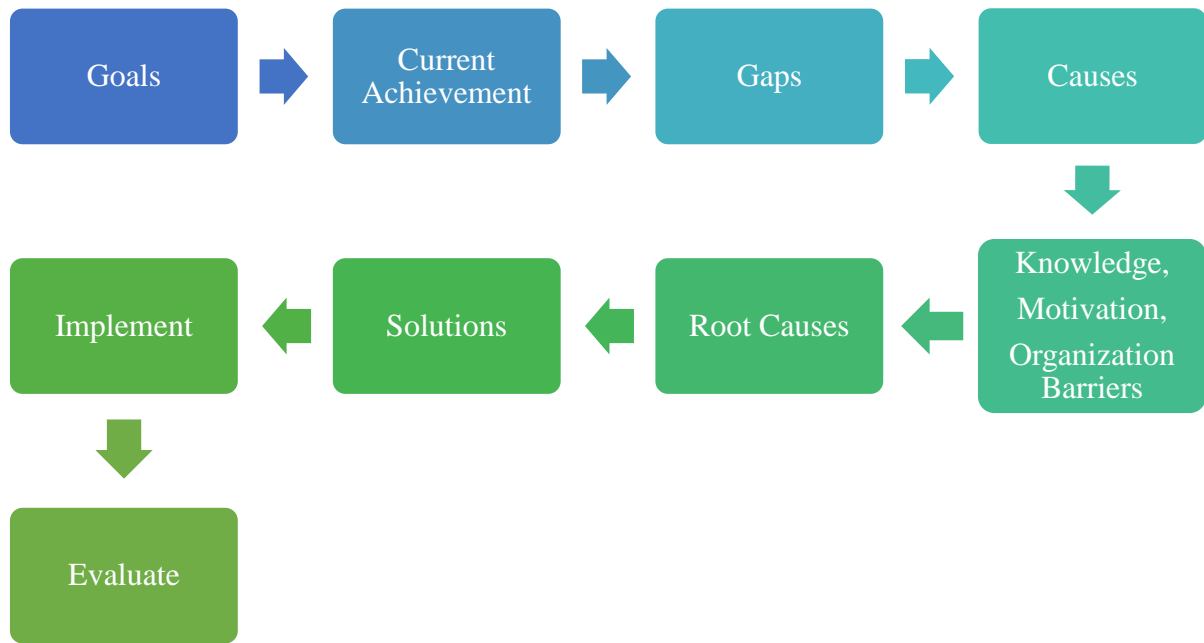 Goals
Current
Achievement
Gaps
Causes
Knowledge,
Motivation,
Organization
Barriers
Root Causes
Solutions
Implement
Evaluate